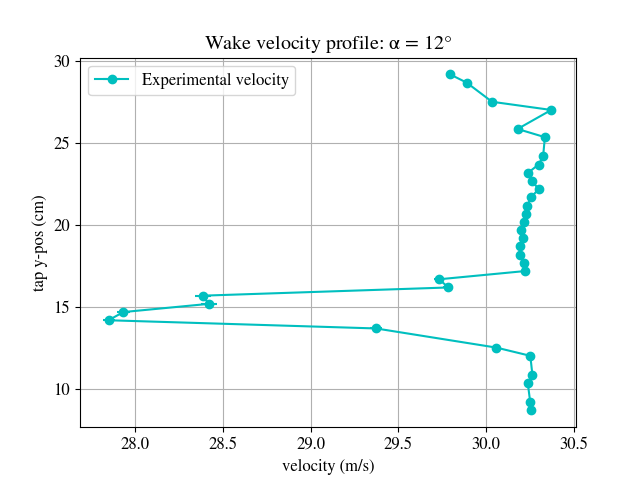 Wake velocity profile: α = 12°
Experimental velocity
30
25
20
15
10
tap y-pos (cm)
28.0 28.5 29.0 29.5 30.0 30.5
velocity (m/s)